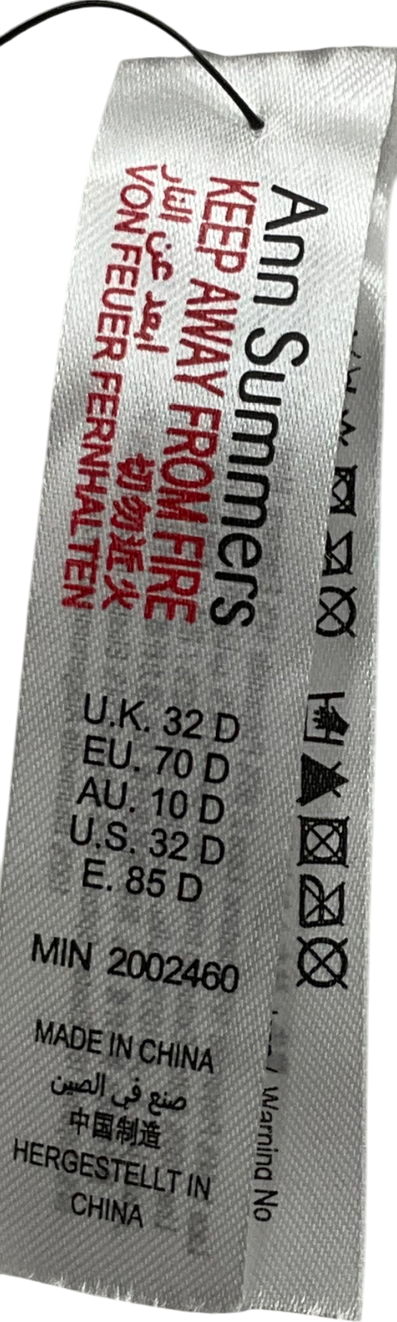 Ann Summers
KEEP AWAY FROM FIRE
ابعد عن النار
切勿近火
VON FEUER FERNHALTEN
U.K. 32 D
EU. 70 D
AU. 10 D
U.S. 32 D
E. 85 D
MIN 2002460
MADE IN CHINA
صنع في الصين
中国制造
HERGESTELLT IN
CHINA
/ Warning No